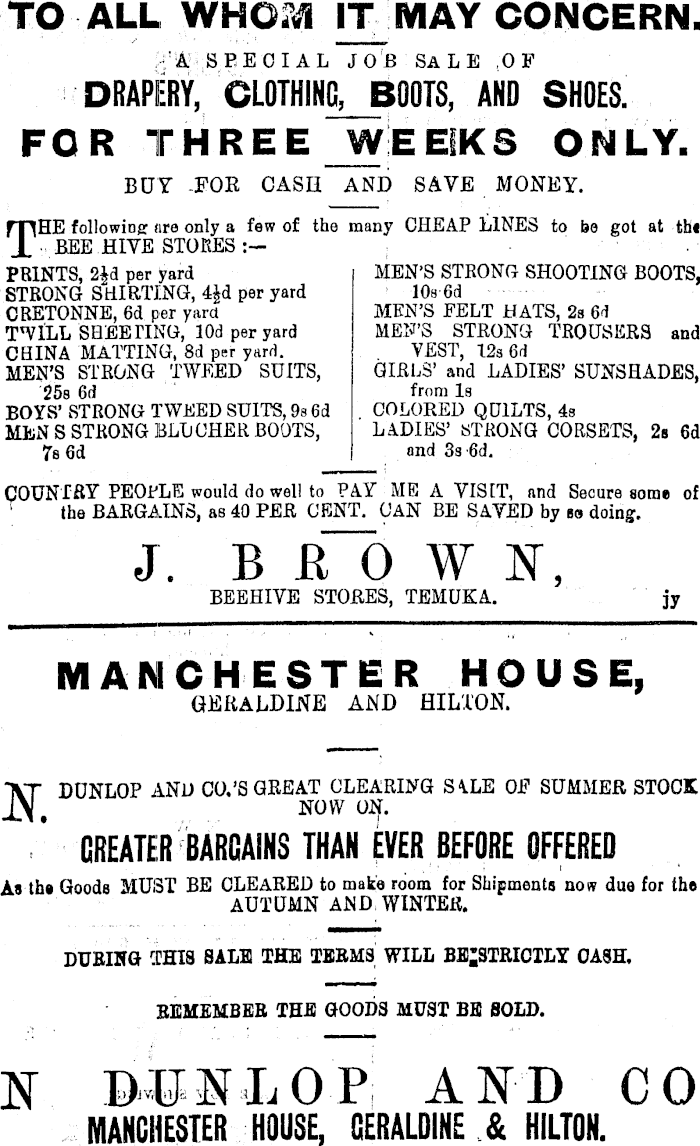 TO ALL WHOM IT MAY CONCERN.
A SPECIAL JOB SALE OF
DRAPERY, CLOTHING, BOOTS, AND SHOES.
FOR THREE WEEKS ONLY.
BUY FOR CASH AND SAVE MONEY.
THE following are only a few of the many CHEAP LINES to be got at the
BEE HIVE STORES :—
PRINTS, 2½d per yard
STRONG SHIRTING, 4½d per yard
CRETONNE, 6d per yard
TWILL SHEETING, 10d per yard
CHINA MATTING, 8d per yard.
MEN'S STRONG TWEED SUITS,
25s 6d
BOYS' STRONG TWEED SUITS, 9s 6d
MEN S STRONG BLUCHER BOOTS,
7s 6d
MEN'S STRONG SHOOTING BOOTS,
10s 6d
MEN'S FELT HATS, 2s 6d
MEN'S STRONG TROUSERS and
VEST, 12s 6d
GIRLS' and LADIES' SUNSHADES,
from 1s
COLORED QUILTS, 4s
LADIES' STRONG CORSETS, 2s 6d
and 3s 6d.
COUNTRY PEOPLE would do well to PAY ME A VISIT, and Secure some of
the BARGAINS, as 40 PER CENT. CAN BE SAVED by so doing.
J. BROWN,
BEEHIVE STORES, TEMUKA. jy
MANCHESTER HOUSE,
GERALDINE AND HILTON.
N. DUNLOP AND CO.'S GREAT CLEARING SALE OF SUMMER STOCK
NOW ON.
GREATER BARGAINS THAN EVER BEFORE OFFERED
As the Goods MUST BE CLEARED to make room for Shipments now due for the
AUTUMN AND WINTER.
DURING THIS SALE THE TERMS WILL BE STRICTLY CASH.
REMEMBER THE GOODS MUST BE SOLD.
N DUNLOP AND CO
MANCHESTER HOUSE, GERALDINE & HILTON.